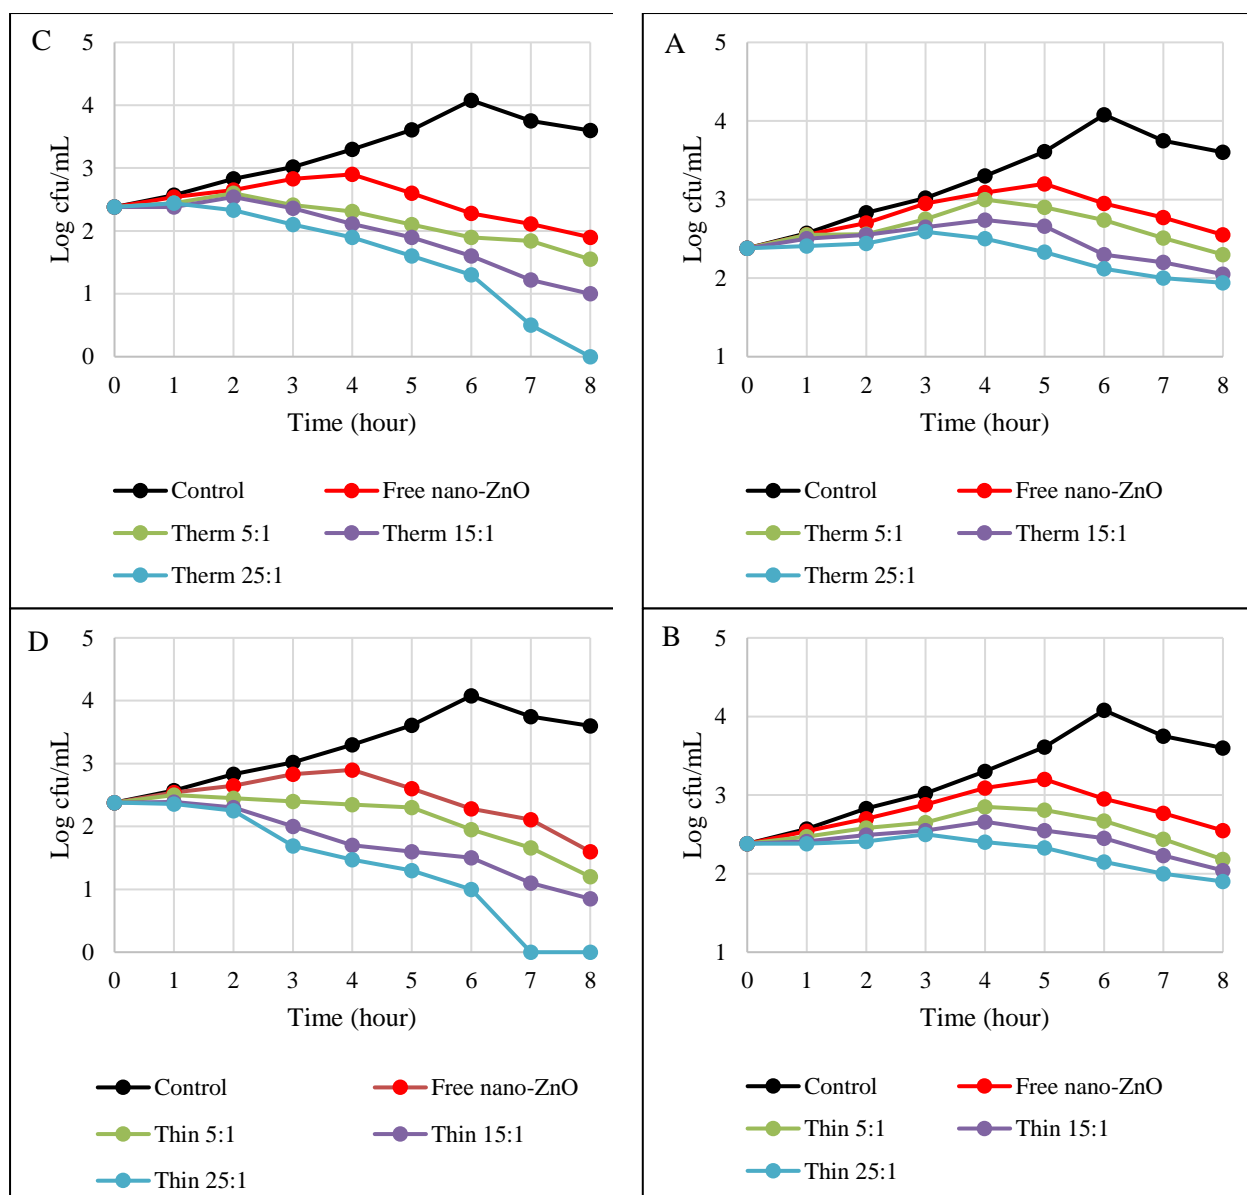 C
5
4
3
2
1
0
Log cfu/mL
0 1 2 3 4 5 6 7 8
Time (hour)
Control Free nano-ZnO
Therm 5:1 Therm 15:1
Therm 25:1
A
5
4
3
2
1
Log cfu/mL
0 1 2 3 4 5 6 7 8
Time (hour)
Control Free nano-ZnO
Therm 5:1 Therm 15:1
Therm 25:1
D
5
4
3
2
1
0
Log cfu/mL
0 1 2 3 4 5 6 7 8
Time (hour)
Control Free nano-ZnO
Thin 5:1 Thin 15:1
Thin 25:1
B
5
4
3
2
1
Log cfu/mL
0 1 2 3 4 5 6 7 8
Time (hour)
Control Free nano-ZnO
Thin 5:1 Thin 15:1
Thin 25:1